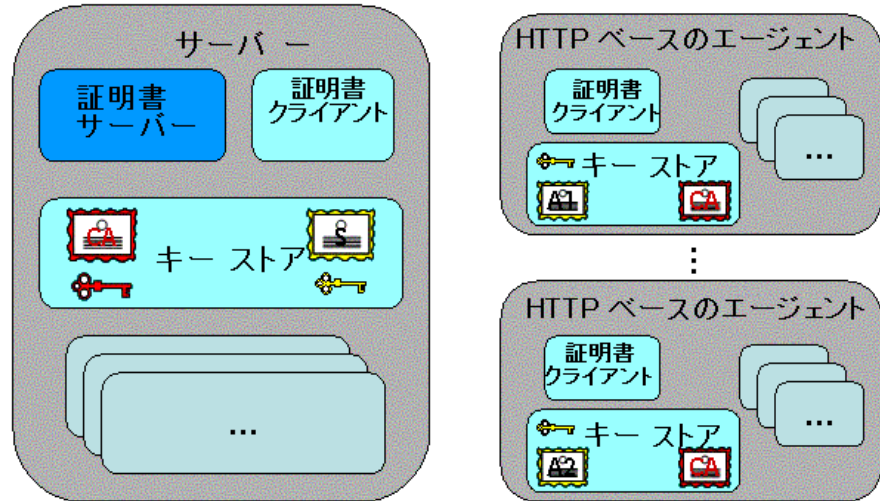 サーバー
証明書
サーバー
証明書
クライアント
CA
S
キー ストア
...
HTTP ベースのエージェント
証明書
クライアント
...
キー ストア
A1
CA
⋮
HTTP ベースのエージェント
証明書
クライアント
...
キー ストア
A2
CA